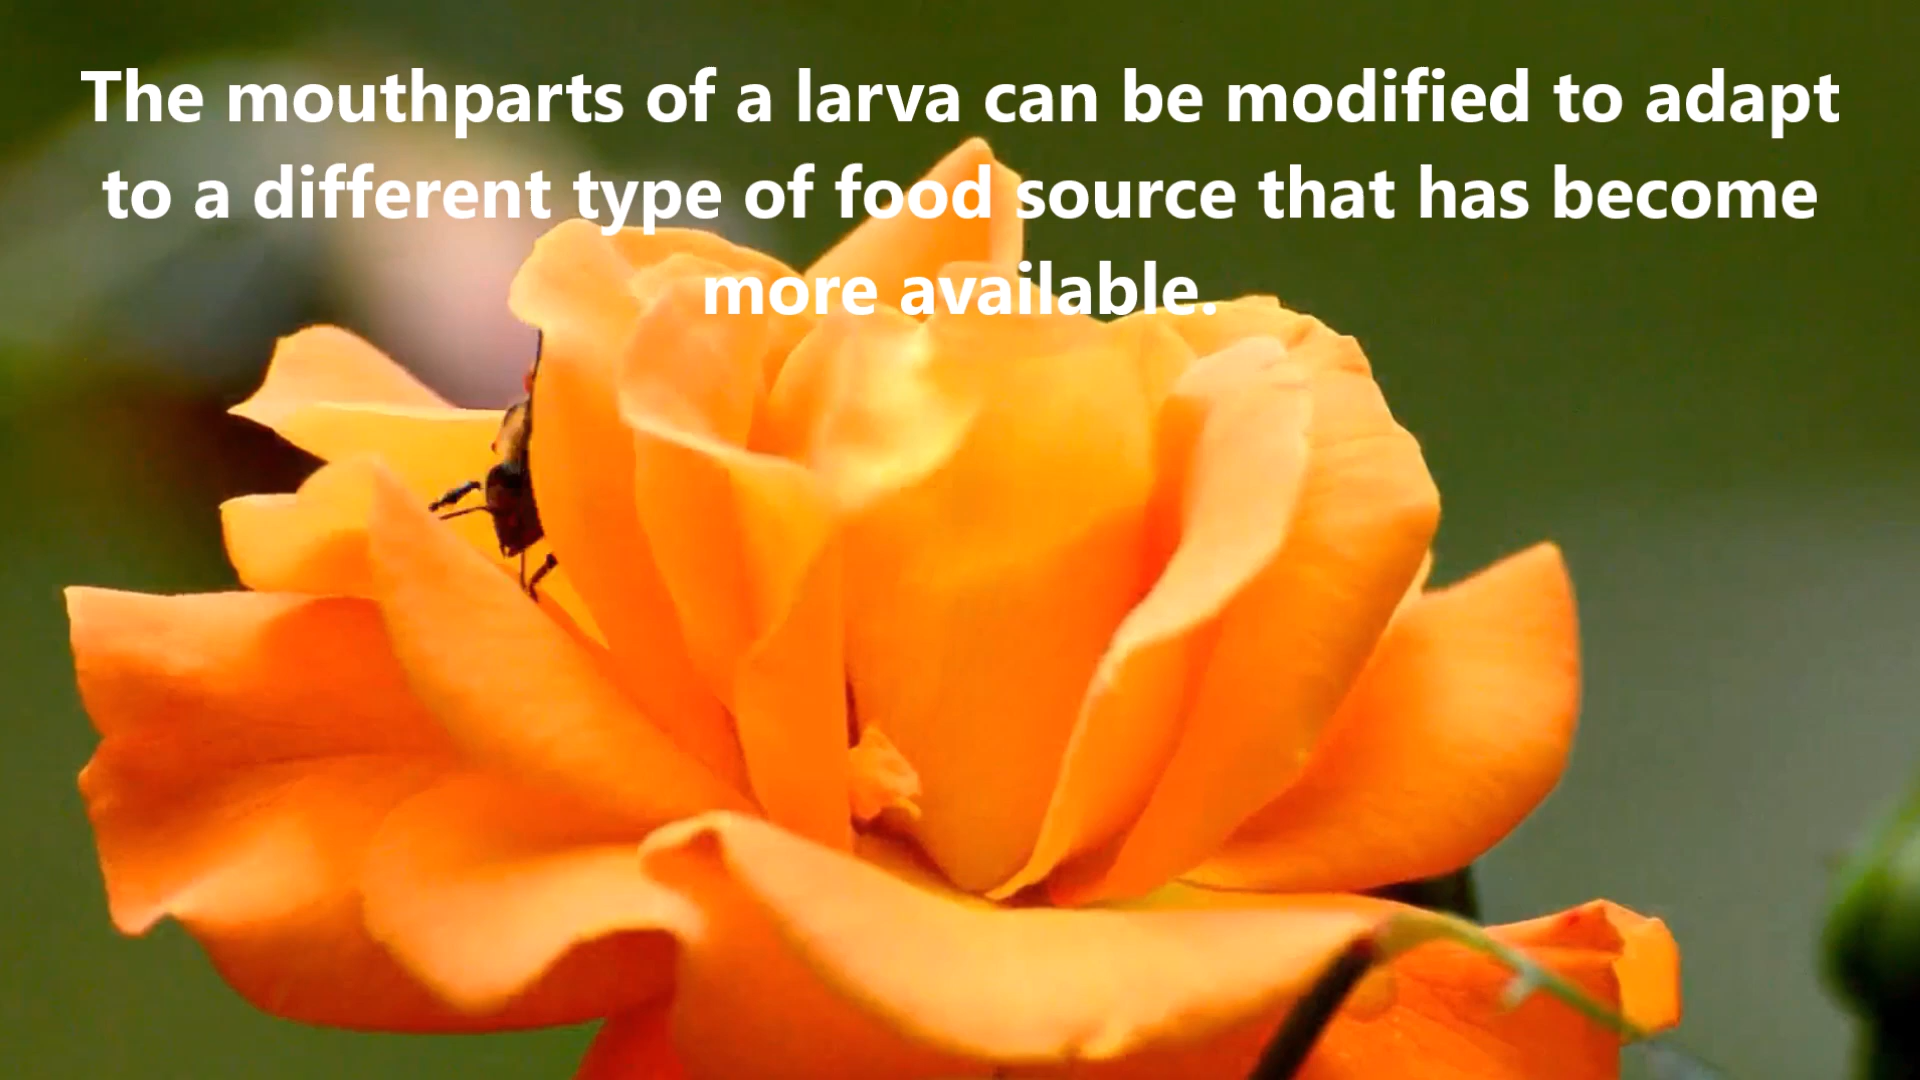 The mouthparts of a larva can be modified to adapt
to a different type of food source that has become
more available.